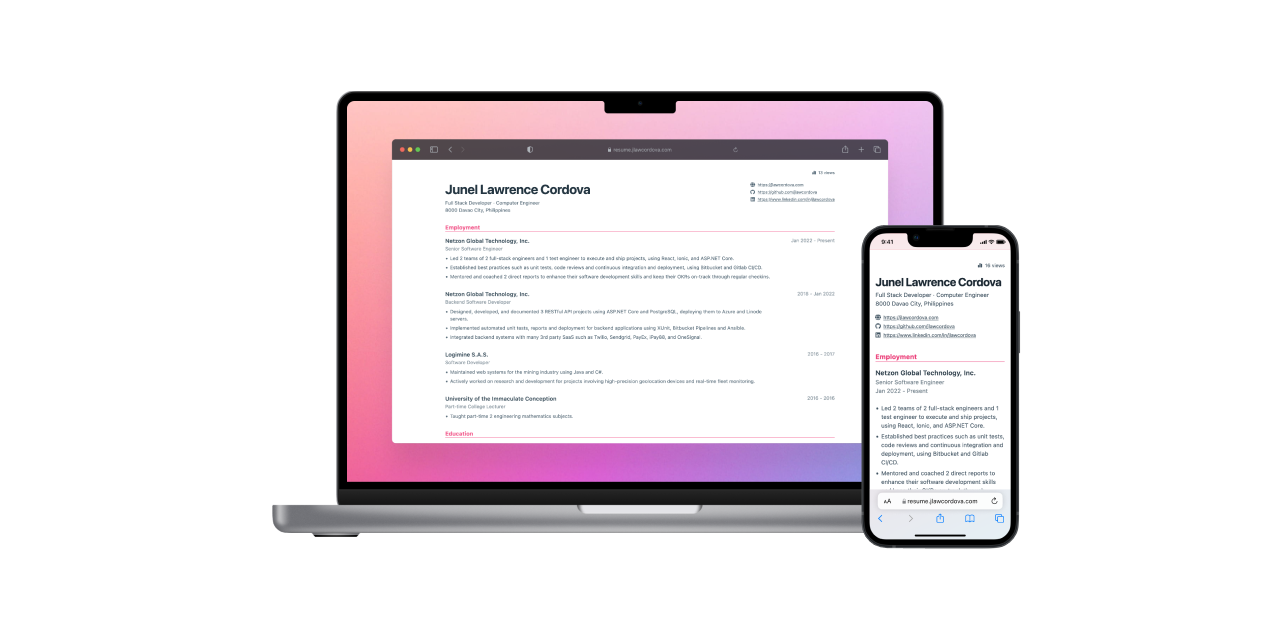 resume.jlawcordova.com
13 views
Junel Lawrence Cordova
Full Stack Developer · Computer Engineer
8000 Davao City, Philippines
https://jlawcordova.com
https://github.com/jlawcordova
https://www.linkedin.com/in/jlawcordova
Employment
Netzon Global Technology, Inc.
Jan 2022 - Present
Senior Software Engineer
• Led 2 teams of 2 full-stack engineers and 1 test engineer to execute and ship projects, using React, Ionic, and ASP.NET Core.
• Established best practices such as unit tests, code reviews and continuous integration and deployment, using Bitbucket and Gitlab CI/CD.
• Mentored and coached 2 direct reports to enhance their software development skills and keep their OKRs on-track through regular checkins.
Netzon Global Technology, Inc.
2018 - Jan 2022
Backend Software Developer
• Designed, developed, and documented 3 RESTful API projects using ASP.NET Core and PostgreSQL, deploying them to Azure and Linode
servers.
• Implemented automated unit tests, reports and deployment for backend applications using XUnit, Bitbucket Pipelines and Ansible.
• Integrated backend systems with many 3rd party SaaS such as Twilio, Sendgrid, PayEx, iPay88, and OneSignal.
Logimine S.A.S.
2016 - 2017
Software Developer
• Maintained web systems for the mining industry using Java and C#.
• Actively worked on research and development for projects involving high-precision geolocation devices and real-time fleet monitoring.
University of the Immaculate Conception
2015 - 2016
Part-time College Lecturer
• Taught part-time 2 engineering mathematics subjects.
Education
9:41
16 views
Junel Lawrence Cordova
Full Stack Developer · Computer Engineer
8000 Davao City, Philippines
https://jlawcordova.com
https://github.com/jlawcordova
https://www.linkedin.com/in/jlawcordova
Employment
Netzon Global Technology, Inc.
Senior Software Engineer
Jan 2022 - Present
• Led 2 teams of 2 full-stack engineers and 1
test engineer to execute and ship projects,
using React, Ionic, and ASP.NET Core.
• Established best practices such as unit tests,
code reviews and continuous integration and
deployment, using Bitbucket and Gitlab
CI/CD.
• Mentored and coached 2 direct reports to
enhance their software development skills
AA
resume.jlawcordova.com